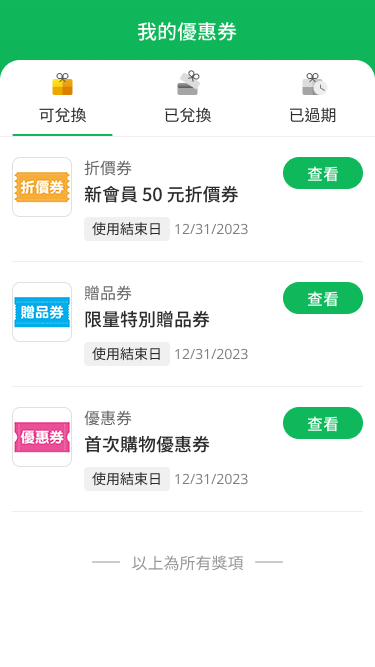 我的優惠券
可兌換
已兌換
已過期
折價券
折價券
新會員 50 元折價券
使用結束日 12/31/2023
查看
贈品券
贈品券
限量特別贈品券
使用結束日 12/31/2023
查看
優惠券
優惠券
首次購物優惠券
使用結束日 12/31/2023
查看
以上為所有獎項